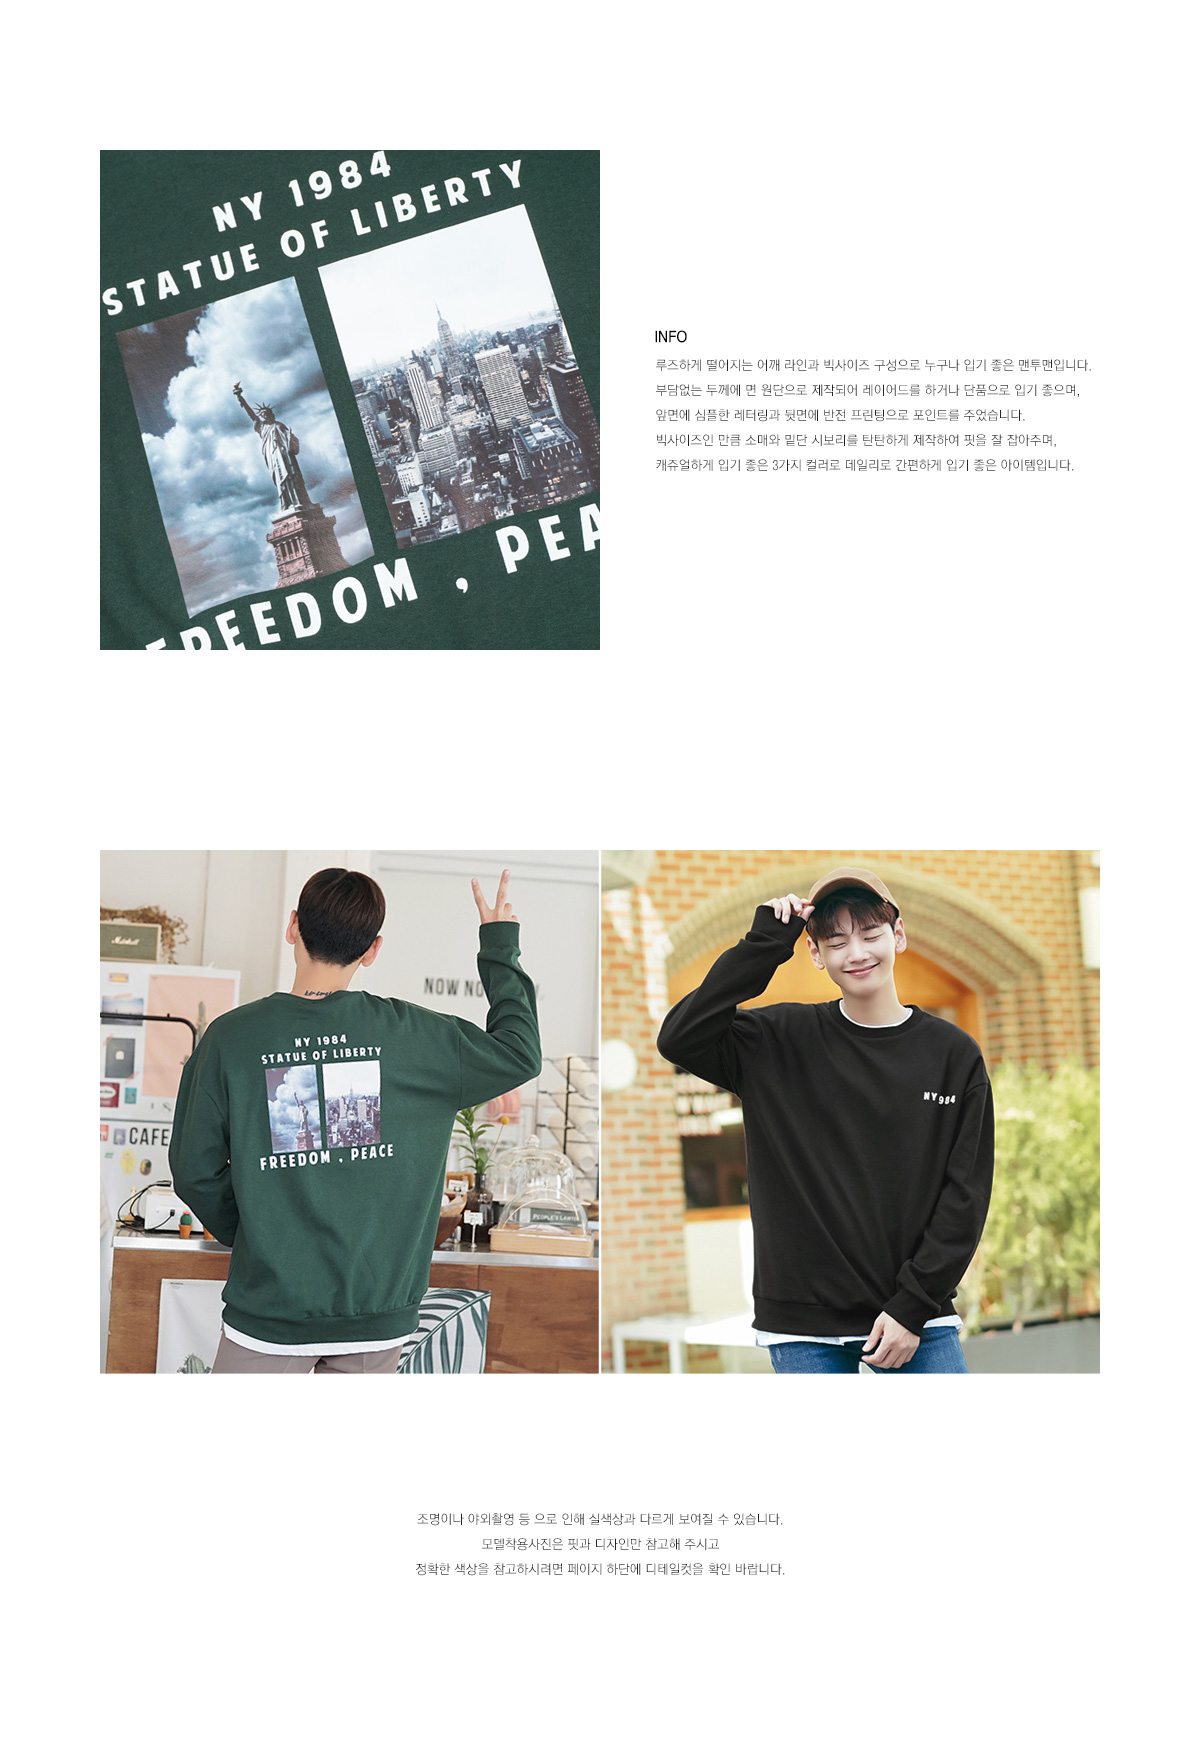 NY 1984
STATUE OF LIBERTY
FREEDOM , PEA
INFO
루즈하게 떨어지는 어깨 라인과 빅사이즈 구성으로 누구나 입기 좋은 맨투맨입니다.
부담없는 두께에 면 원단으로 제작되어 레이어드를 하거나 단품으로 입기 좋으며,
앞면에 심플한 레터링과 뒷면에 반전 프린팅으로 포인트를 주었습니다.
빅사이즈인 만큼 소매와 밑단 시보리를 탄탄하게 제작하여 핏을 잘 잡아주며,
캐쥬얼하게 입기 좋은 3가지 컬러로 데일리로 간편하게 입기 좋은 아이템입니다.
Marshall
NOW NO
NY 1984
STATUE OF LIBERTY
FREEDOM , PEACE
CAFE
PEOPLE'S
NY 984
조명이나 야외촬영 등 으로 인해 실색상과 다르게 보여질 수 있습니다.
모델착용사진은 핏과 디자인만 참고해 주시고
정확한 색상을 참고하시려면 페이지 하단에 디테일컷을 확인 바랍니다.